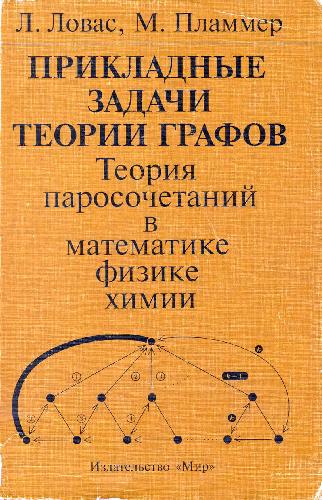 Л. Ловас, М. Пламмер
ПРИКЛАДНЫЕ
ЗАДАЧИ
ТЕОРИИ ГРАФОВ
Теория
паросочетаний
в
математике
физике
химии
Издательство «Мир»